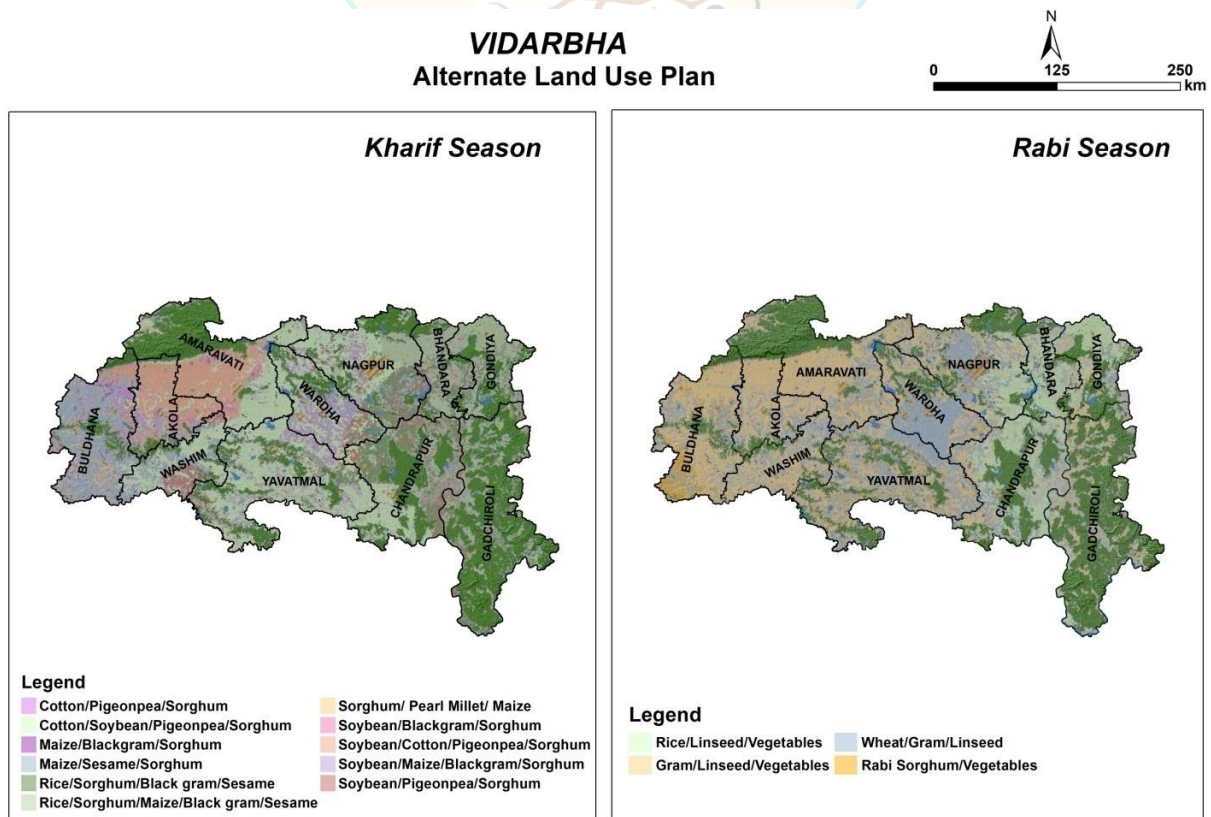 VIDARBHA
Alternate Land Use Plan
N
0 125 250
km
Kharif Season
AMARAVATI
NAGPUR
BHANDARA
GONDIYA
WARDHA
BULDHANA
AKOLA
WASHIM
YAVATMAL
CHANDRAPUR
GADCHIROLI
Legend
Cotton/Pigeonpea/Sorghum
Cotton/Soybean/Pigeonpea/Sorghum
Maize/Blackgram/Sorghum
Maize/Sesame/Sorghum
Rice/Sorghum/Black gram/Sesame
Rice/Sorghum/Maize/Black gram/Sesame
Sorghum/ Pearl Millet/ Maize
Soybean/Blackgram/Sorghum
Soybean/Cotton/Pigeonpea/Sorghum
Soybean/Maize/Blackgram/Sorghum
Soybean/Pigeonpea/Sorghum
Rabi Season
AMARAVATI
NAGPUR
BHANDARA
GONDIYA
WARDHA
BULDHANA
AKOLA
WASHIM
YAVATMAL
CHANDRAPUR
GADCHIROLI
Legend
Rice/Linseed/Vegetables
Gram/Linseed/Vegetables
Wheat/Gram/Linseed
Rabi Sorghum/Vegetables